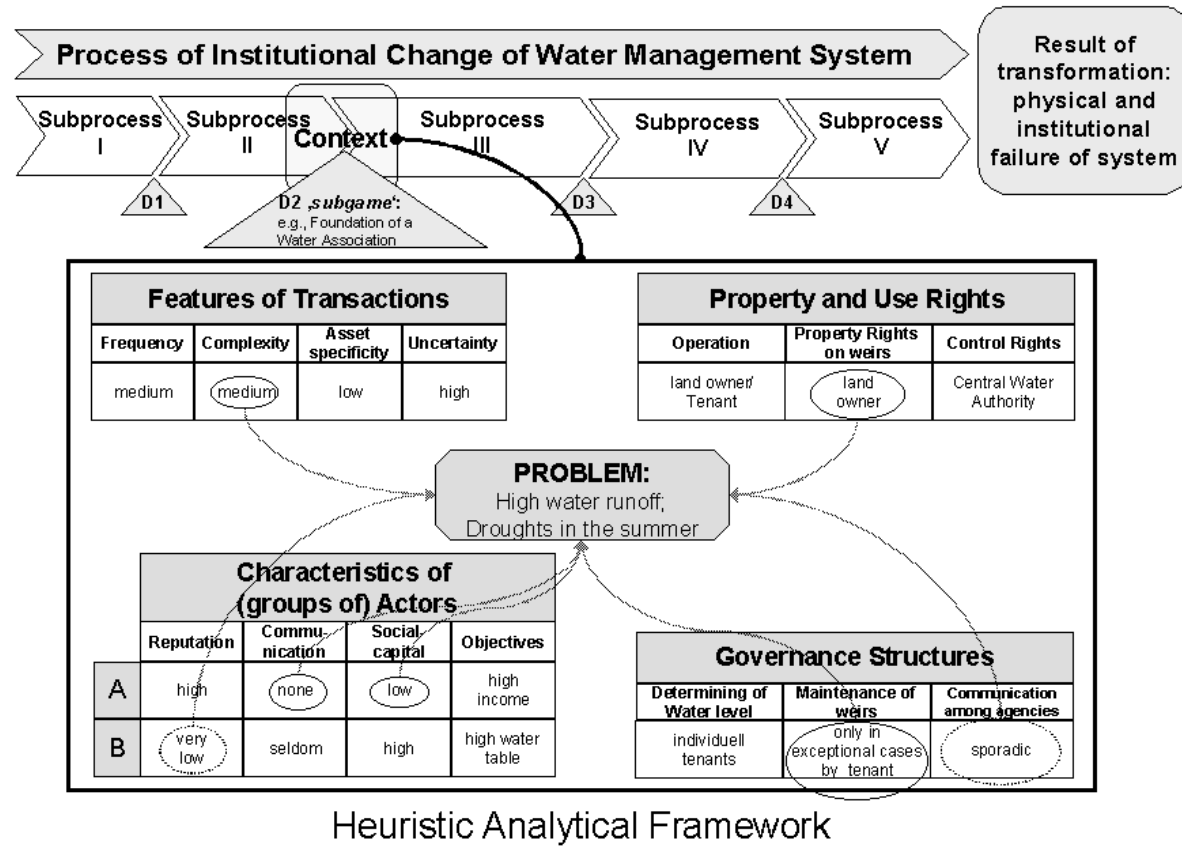 Process of Institutional Change of Water Management System
Result of
transformation:
physical and
institutional
failure of system
Subprocess
I
Subprocess
II
Context
Subprocess
III
Subprocess
IV
Subprocess
V
D1
D2 ‚subgame‘:
e.g., Foundation of a
Water Association
D3
D4
Features of Transactions
Frequency
Complexity
Asset
specificity
Uncertainty
medium
medium
low
high
Property and Use Rights
Operation
Property Rights
on weirs
Control Rights
land owner/
Tenant
land
owner
Central Water
Authority
PROBLEM:
High water runoff;
Droughts in the summer
Characteristics of
(groups of) Actors
Reputation
Commu-
nication
Social-
capital
Objectives
A
high
none
low
high
income
B
very
low
seldom
high
high water
table
Governance Structures
Determining of
Water level
Maintenance of
weirs
Communication
among agencies
individuell
tenants
only in
exceptional cases
by tenant
sporadic
Heuristic Analytical Framework